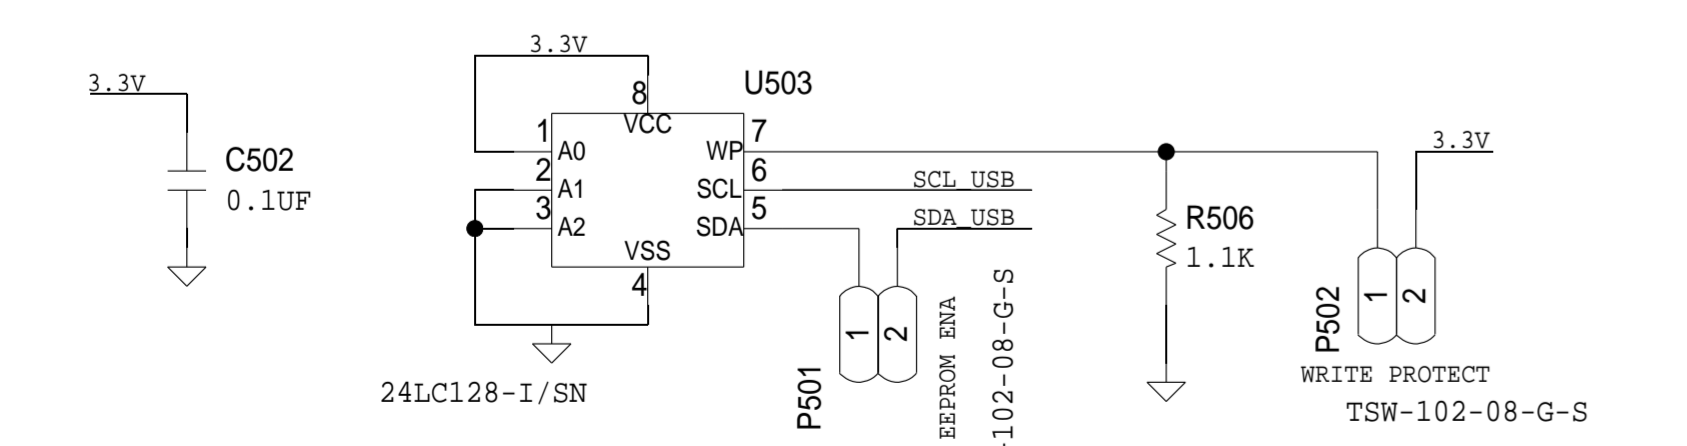 3.3V
3.3V
C502
0.1UF
U503
8
VCC
1
A0
2
A1
3
A2
WP
7
SCL
6
SDA
5
VSS
4
24LC128-I/SN
SCL_USB
SDA_USB
1
2
P501
EEPROM ENA
-102-08-G-S
R506
1.1K
3.3V
1
2
P502
WRITE PROTECT
TSW-102-08-G-S